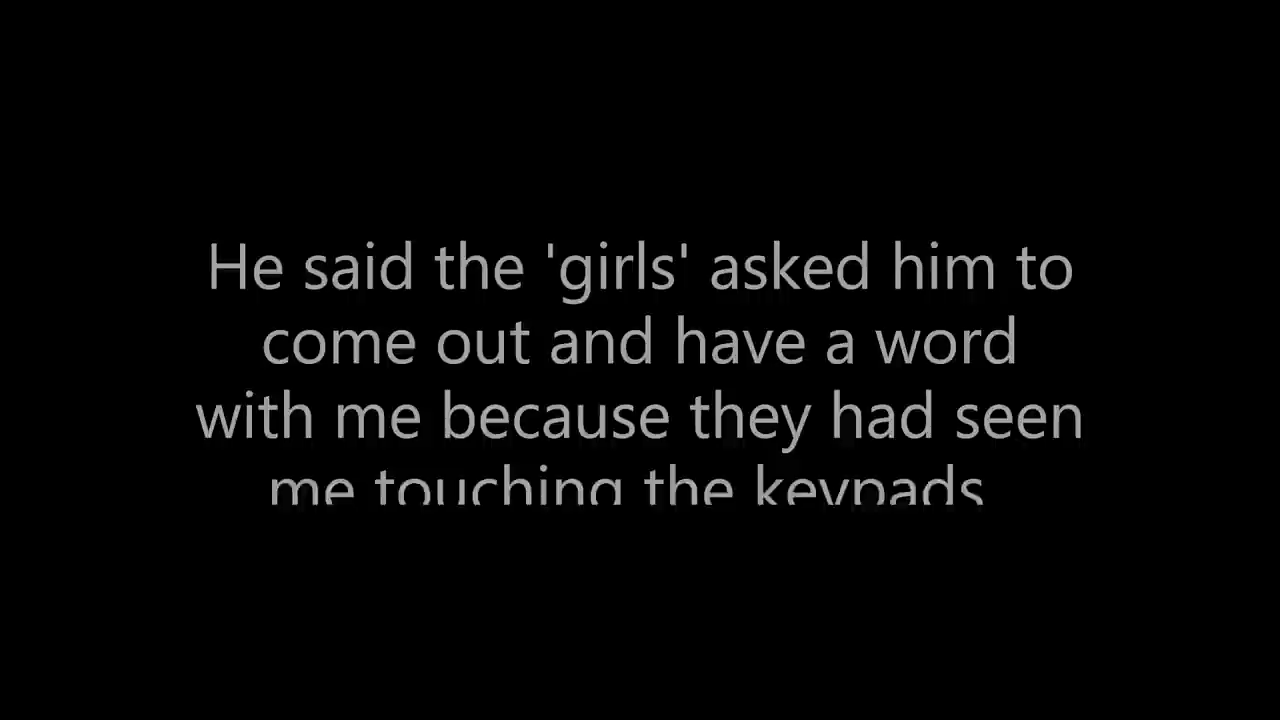 He said the 'girls' asked him to
come out and have a word
with me because they had seen
me touching the keypads